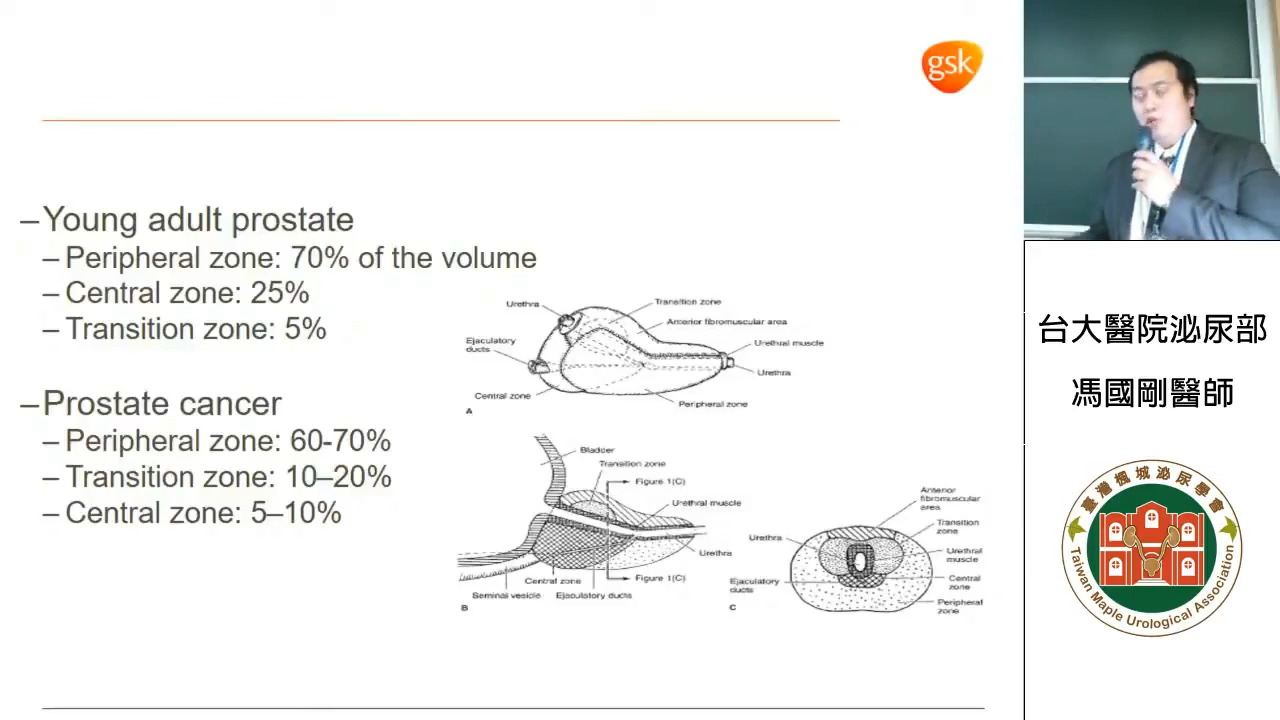 gsk
–Young adult prostate
– Peripheral zone: 70% of the volume
– Central zone: 25%
– Transition zone: 5%
–Prostate cancer
– Peripheral zone: 60-70%
– Transition zone: 10–20%
– Central zone: 5–10%
Urethra
Transition zone
Anterior fibromuscular area
Ejaculatory
ducts
Urethral muscle
Urethra
Central zone
Peripheral zone
A
Bladder
Transition zone
Figure 1(C)
Urethral muscle
Urethra
Central zone
Figure 1(C)
Seminal vesicle
Ejaculatory ducts
B
Anterior
fibromuscular
area
Transition
zone
Urethra
Urethral
muscle
Ejaculatory
ducts
Central
zone
Peripheral
zone
C
台大醫院泌尿部
馮國剛醫師
臺灣楓城泌尿學會
Taiwan Maple Urological Association